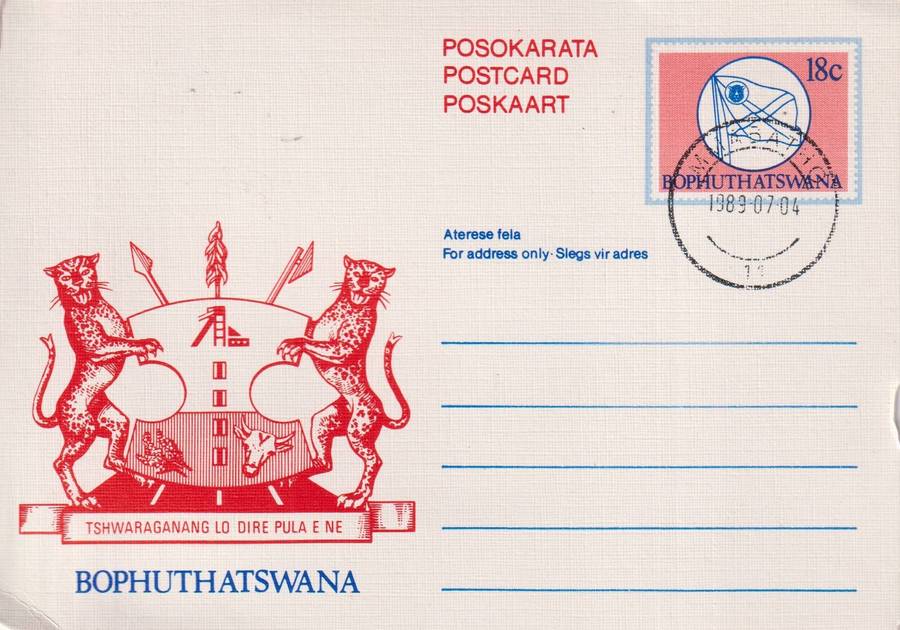 POSOKARATA
POSTCARD
POSKAART
18c
BOPHUTHATSWANA
1989-07-04
11
Aterese fela
For address only · Slegs vir adres
TSHWARAGANANG LO DIRE PULA E NE
BOPHUTHATSWANA